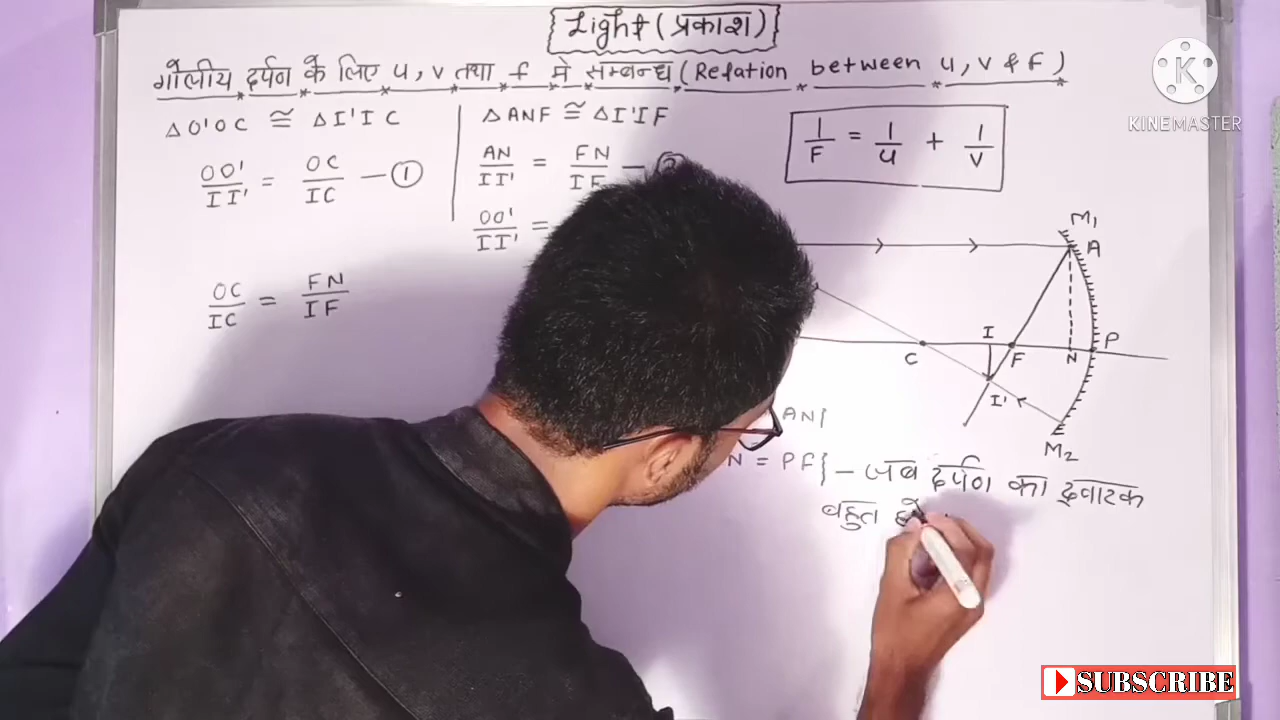 Light (प्रकाश)
गोलीय दर्पण के लिए u, v तथा f मे सम्बन्ध (Relation between u, v & F)
△O'OC ≅ △I'IC
OO'/II' = OC/IC — ①
OC/IC = FN/IF
△ANF ≅ △I'IF
AN/II' = FN/IF —
OO'/II' =
1/F = 1/u + 1/v
M₁
A
I
C
F
N
P
I'
M₂
AN}
N = PF} — जब दर्पण का द्वारक
बहुत
KINEMASTER
SUBSCRIBE